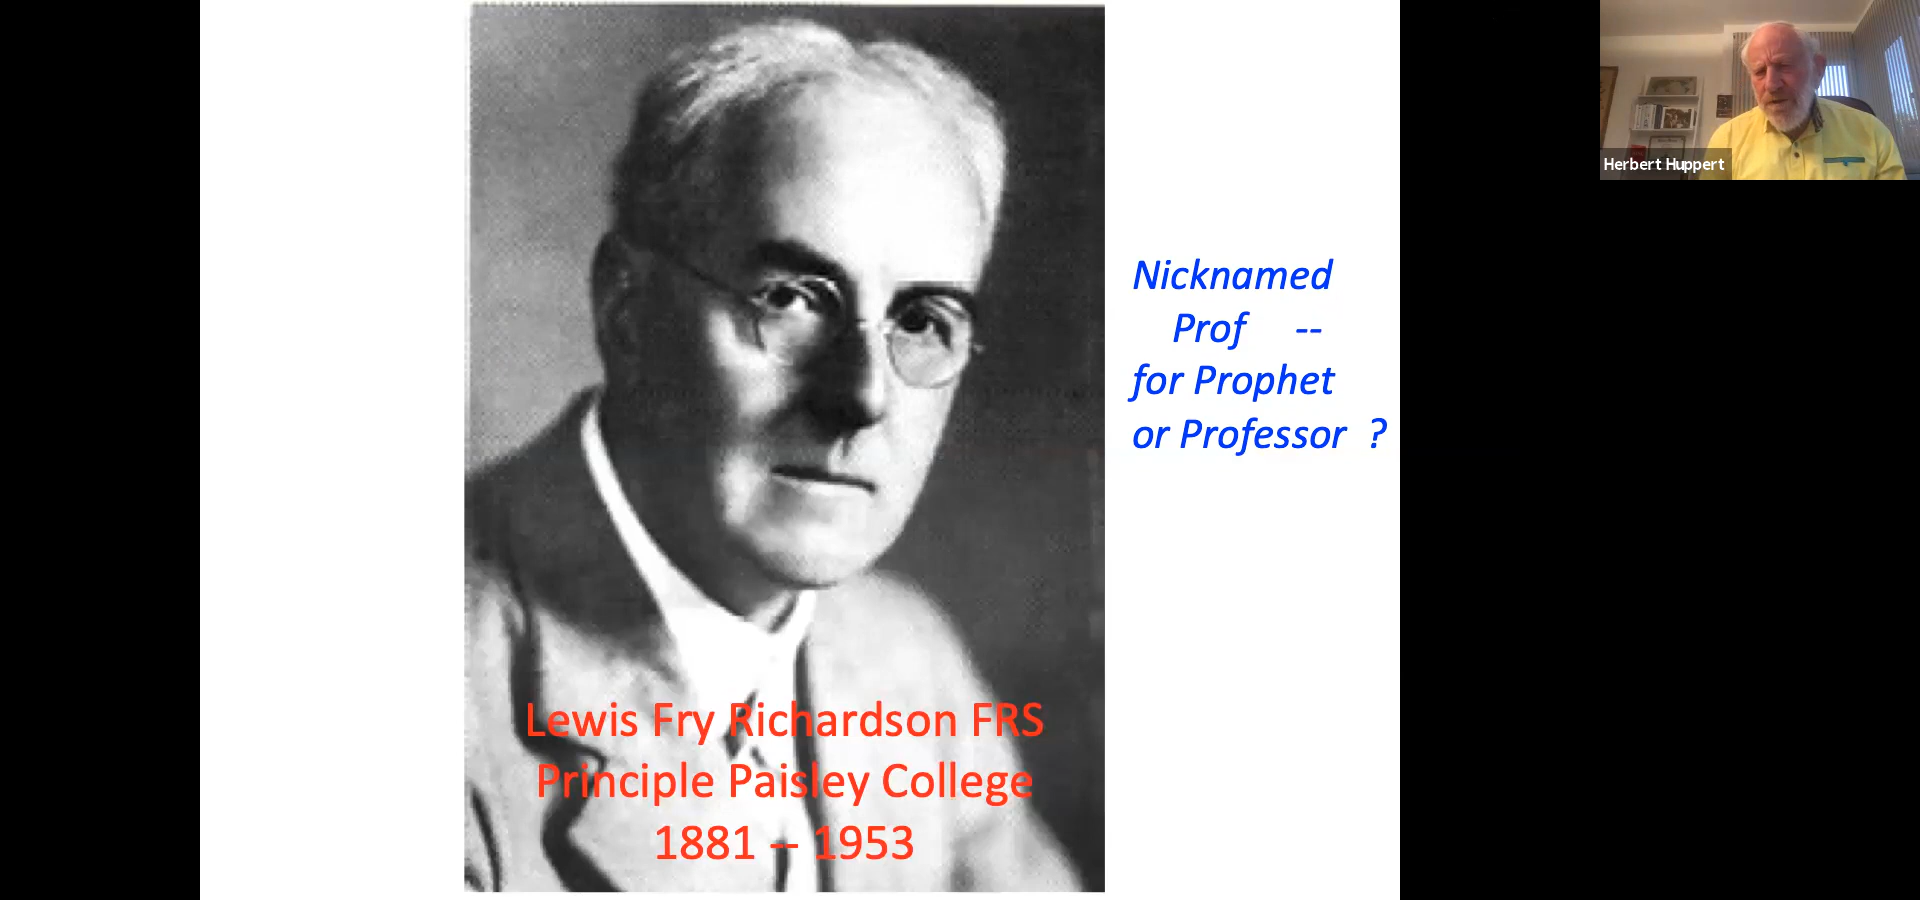 Nicknamed
Prof --
for Prophet
or Professor ?
Lewis Fry Richardson FRS
Principle Paisley College
1881 -- 1953
Herbert Huppert